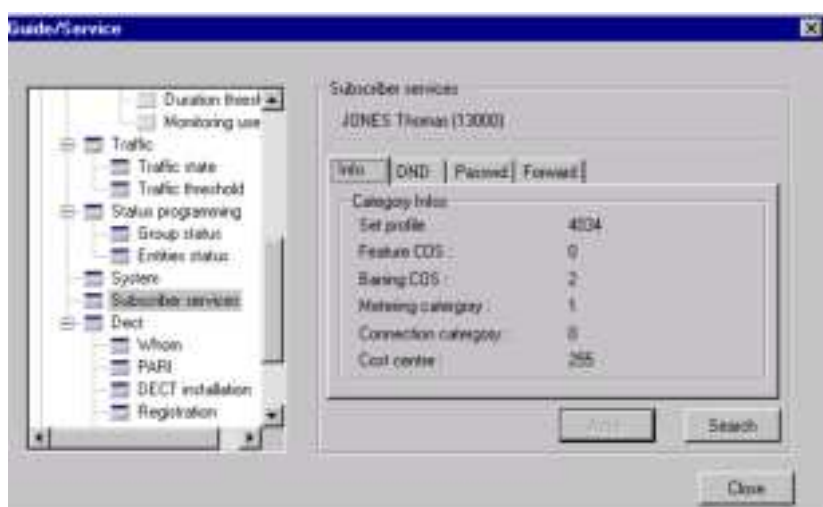 Guide/Service
Duration thresh
Monitoring use
Traffic
Traffic state
Traffic threshold
Status programming
Group status
Entities status
System
Subscriber services
Dect
Whom
PARI
DECT installation
Registration
Subscriber services
JONES Thomas (13000)
Info DND Passwd Forward
Category Infos
Set profile 4034
Feature COS : 0
Barring COS : 2
Metering catergory : 1
Connection catergory : 0
Cost centre : 255
Search
Close